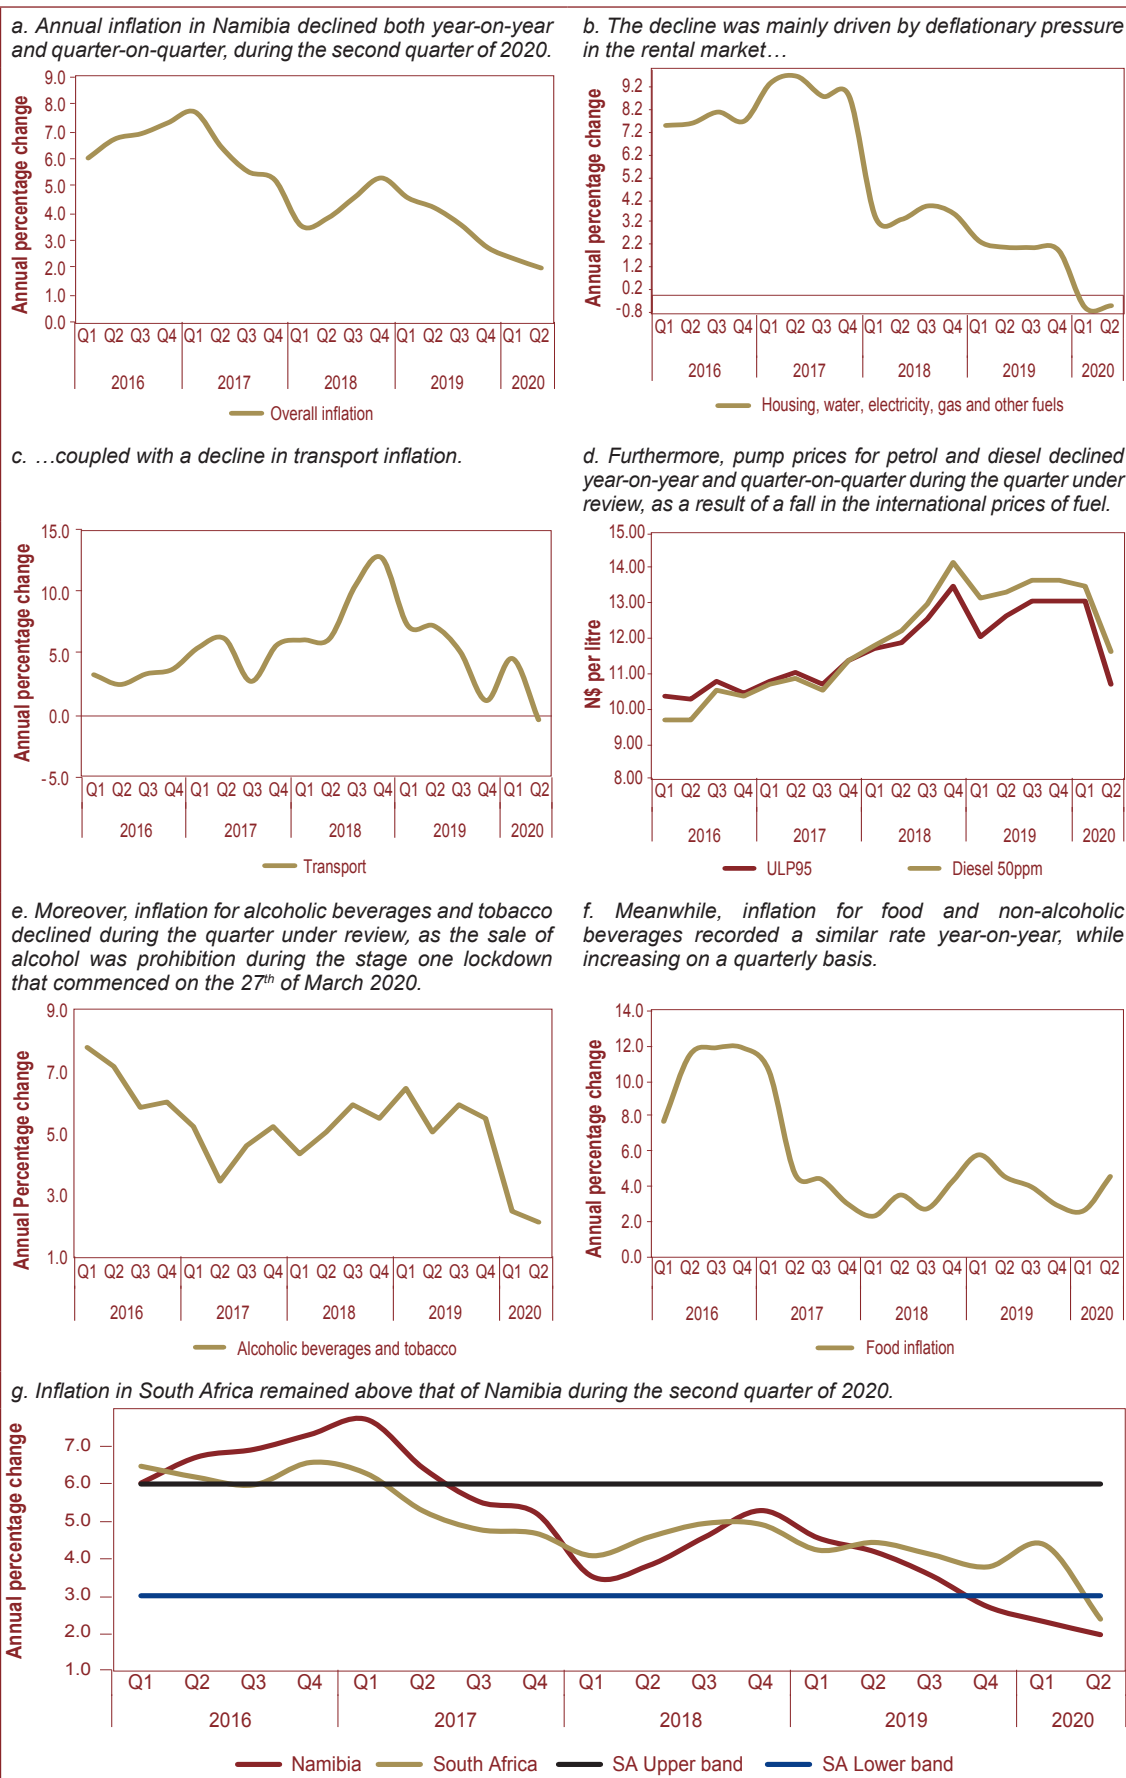 a. Annual inflation in Namibia declined both year-on-year
and quarter-on-quarter, during the second quarter of 2020.
Annual percentage change
9.0
8.0
7.0
6.0
5.0
4.0
3.0
2.0
1.0
0.0
Q1 Q2 Q3 Q4 Q1 Q2 Q3 Q4 Q1 Q2 Q3 Q4 Q1 Q2 Q3 Q4 Q1 Q2
2016 2017 2018 2019 2020
Overall inflation
b. The decline was mainly driven by deflationary pressure
in the rental market…
Annual percentage change
9.2
8.2
7.2
6.2
5.2
4.2
3.2
2.2
1.2
0.2
-0.8
Q1 Q2 Q3 Q4 Q1 Q2 Q3 Q4 Q1 Q2 Q3 Q4 Q1 Q2 Q3 Q4 Q1 Q2
2016 2017 2018 2019 2020
Housing, water, electricity, gas and other fuels
c. …coupled with a decline in transport inflation.
Annual percentage change
15.0
10.0
5.0
0.0
-5.0
Q1 Q2 Q3 Q4 Q1 Q2 Q3 Q4 Q1 Q2 Q3 Q4 Q1 Q2 Q3 Q4 Q1 Q2
2016 2017 2018 2019 2020
Transport
d. Furthermore, pump prices for petrol and diesel declined
year-on-year and quarter-on-quarter during the quarter under
review, as a result of a fall in the international prices of fuel.
N$ per litre
15.00
14.00
13.00
12.00
11.00
10.00
9.00
8.00
Q1 Q2 Q3 Q4 Q1 Q2 Q3 Q4 Q1 Q2 Q3 Q4 Q1 Q2 Q3 Q4 Q1 Q2
2016 2017 2018 2019 2020
ULP95 Diesel 50ppm
e. Moreover, inflation for alcoholic beverages and tobacco
declined during the quarter under review, as the sale of
alcohol was prohibition during the stage one lockdown
that commenced on the 27th of March 2020.
Annual Percentage change
9.0
7.0
5.0
3.0
1.0
Q1 Q2 Q3 Q4 Q1 Q2 Q3 Q4 Q1 Q2 Q3 Q4 Q1 Q2 Q3 Q4 Q1 Q2
2016 2017 2018 2019 2020
Alcoholic beverages and tobacco
f. Meanwhile, inflation for food and non-alcoholic
beverages recorded a similar rate year-on-year, while
increasing on a quarterly basis.
Annual percentage change
14.0
12.0
10.0
8.0
6.0
4.0
2.0
0.0
Q1 Q2 Q3 Q4 Q1 Q2 Q3 Q4 Q1 Q2 Q3 Q4 Q1 Q2 Q3 Q4 Q1 Q2
2016 2017 2018 2019 2020
Food inflation
g. Inflation in South Africa remained above that of Namibia during the second quarter of 2020.
Annual percentage change
7.0
6.0
5.0
4.0
3.0
2.0
1.0
Q1 Q2 Q3 Q4 Q1 Q2 Q3 Q4 Q1 Q2 Q3 Q4 Q1 Q2 Q3 Q4 Q1 Q2
2016 2017 2018 2019 2020
Namibia South Africa SA Upper band SA Lower band